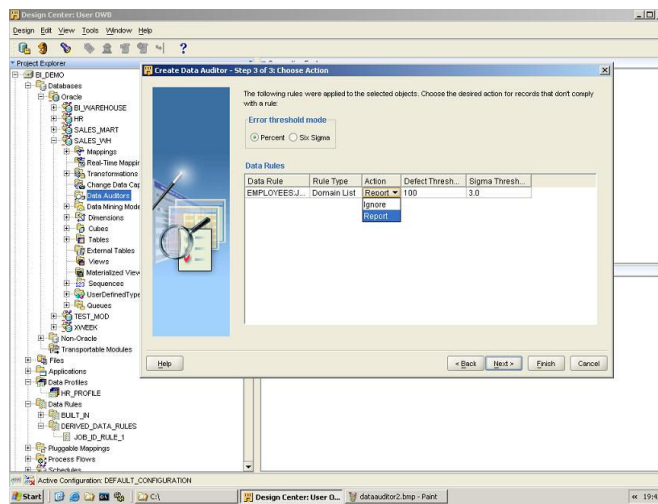 Design Center: User OWB
Design Edit View Tools Window Help
Project Explorer
BI_DEMO
Databases
Oracle
BI_WAREHOUSE
HR
SALES_MART
SALES_WH
Mappings
Real-Time Mappin
Transformations
Change Data Cap
Data Auditors
Data Mining Mode
Dimensions
Cubes
Tables
External Tables
Views
Materialized View
Sequences
UserDefinedType
Queues
TEST_MOD
XWEEK
Non-Oracle
Transportable Modules
Files
Applications
Data Profiles
HR_PROFILE
Data Rules
BUILT_IN
DERIVED_DATA_RULES
JOB_ID_RULE_1
Pluggable Mappings
Process Flows
Schedules
Create Data Auditor - Step 3 of 3: Choose Action
The following rules were applied to the selected objects. Choose the desired action for records that don't comply
with a rule:
Error threshold mode
Percent Six Sigma
Data Rules
Data Rule Rule Type Action Defect Thresh... Sigma Thresh...
EMPLOYEES:J... Domain List Report 100 3.0
Ignore
Report
Help < Back Next > Finish Cancel
Active Configuration: DEFAULT_CONFIGURATION
Start C:\ Design Center: User O... dataauditor2.bmp - Paint